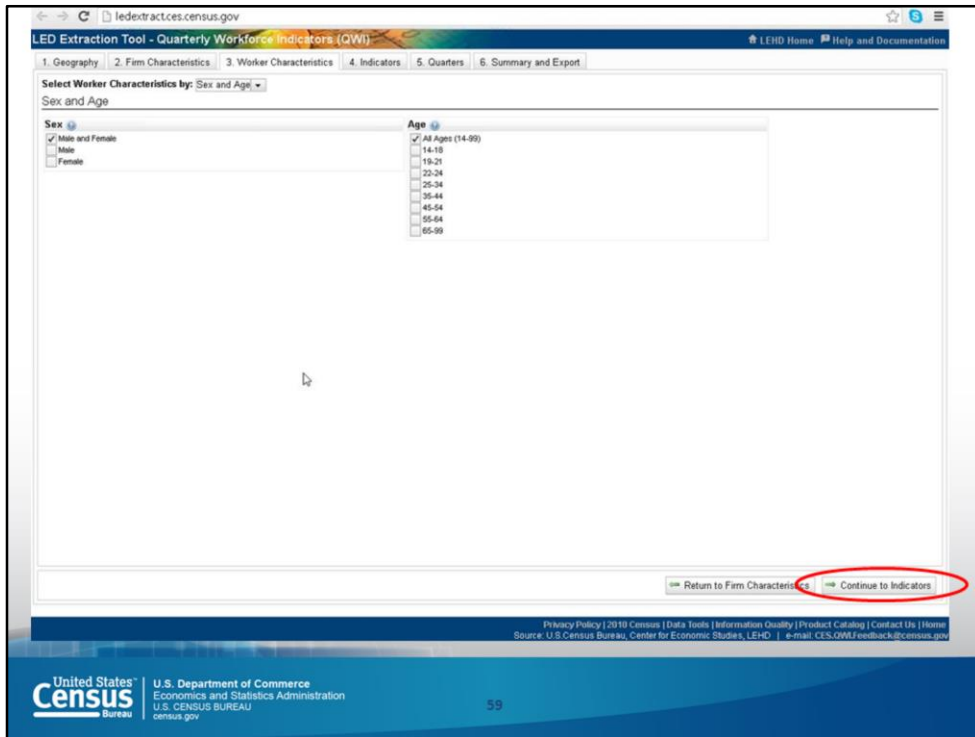 ledextract.ces.census.gov
LED Extraction Tool - Quarterly Workforce Indicators (QWI)
LEHD Home Help and Documentation
1. Geography 2. Firm Characteristics 3. Worker Characteristics 4. Indicators 5. Quarters 6. Summary and Export
Select Worker Characteristics by: Sex and Age
Sex and Age
Sex
Male and Female
Male
Female
Age
All Ages (14-99)
14-18
19-21
22-24
25-34
35-44
45-54
55-64
65-99
Return to Firm Characteristics Continue to Indicators
Privacy Policy | 2010 Census | Data Tools | Information Quality | Product Catalog | Contact Us | Home
Source: U.S.Census Bureau, Center for Economic Studies, LEHD | e-mail: CES.QWI.Feedback@census.gov
United States™
Census
Bureau
U.S. Department of Commerce
Economics and Statistics Administration
U.S. CENSUS BUREAU
census.gov
59